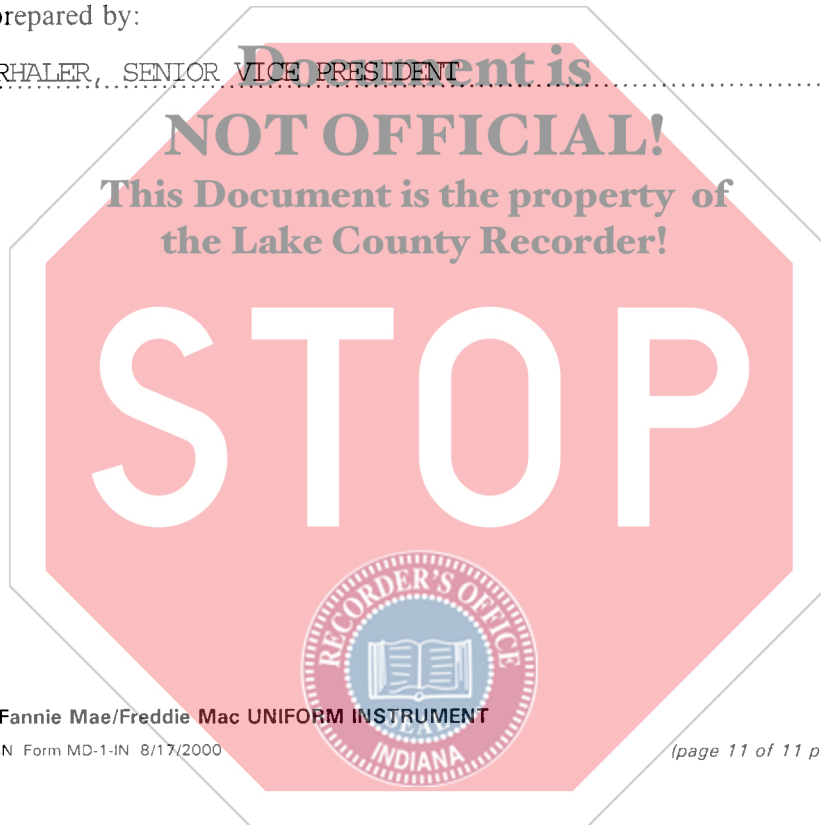 prepared by:
RHALER, SENIOR VICE PRESIDENT
Document is
NOT OFFICIAL!
This Document is the property of
the Lake County Recorder!
STOP
RECORDER'S OFFICE
SEAL
INDIANA
Fannie Mae/Freddie Mac UNIFORM INSTRUMENT
N Form MD-1-IN 8/17/2000
(page 11 of 11 p